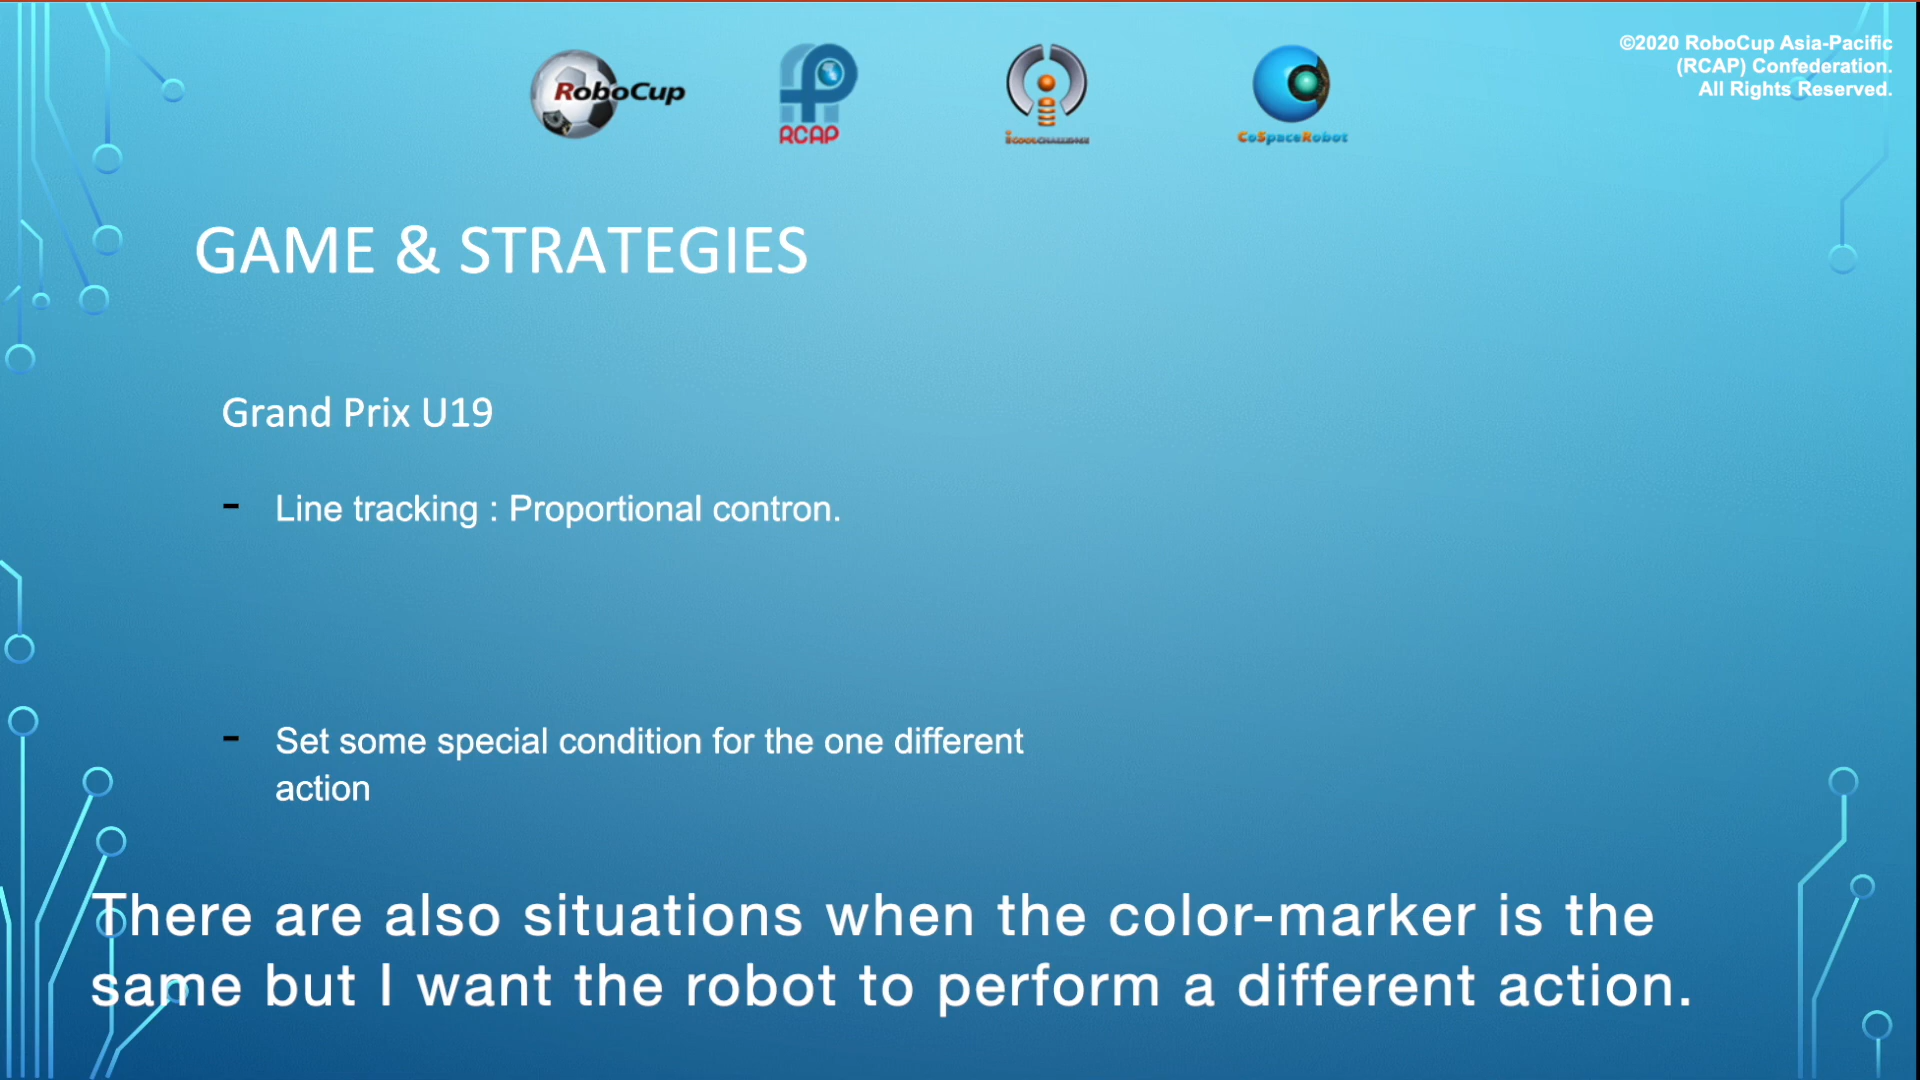 ©2020 RoboCup Asia-Pacific
(RCAP) Confederation.
All Rights Reserved.
RoboCup
RCAP
CoSpaceRobot
GAME & STRATEGIES
Grand Prix U19
- Line tracking : Proportional contron.
- Set some special condition for the one different
action
There are also situations when the color-marker is the
same but I want the robot to perform a different action.